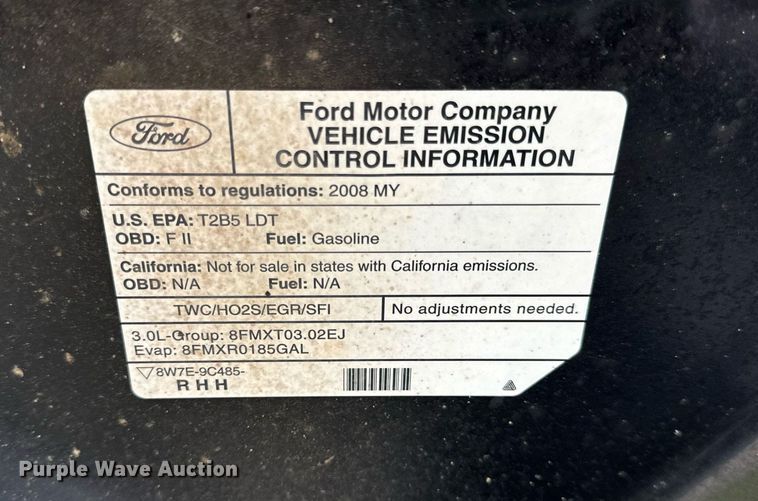 Ford
Ford Motor Company
VEHICLE EMISSION
CONTROL INFORMATION
Conforms to regulations: 2008 MY
U.S. EPA: T2B5 LDT
OBD: F II Fuel: Gasoline
California: Not for sale in states with California emissions.
OBD: N/A Fuel: N/A
TWC/HO2S/EGR/SFI No adjustments needed.
3.0L-Group: 8FMXT03.02EJ
Evap: 8FMXR0185GAL
8W7E-9C485-
R H H
Purple Wave Auction